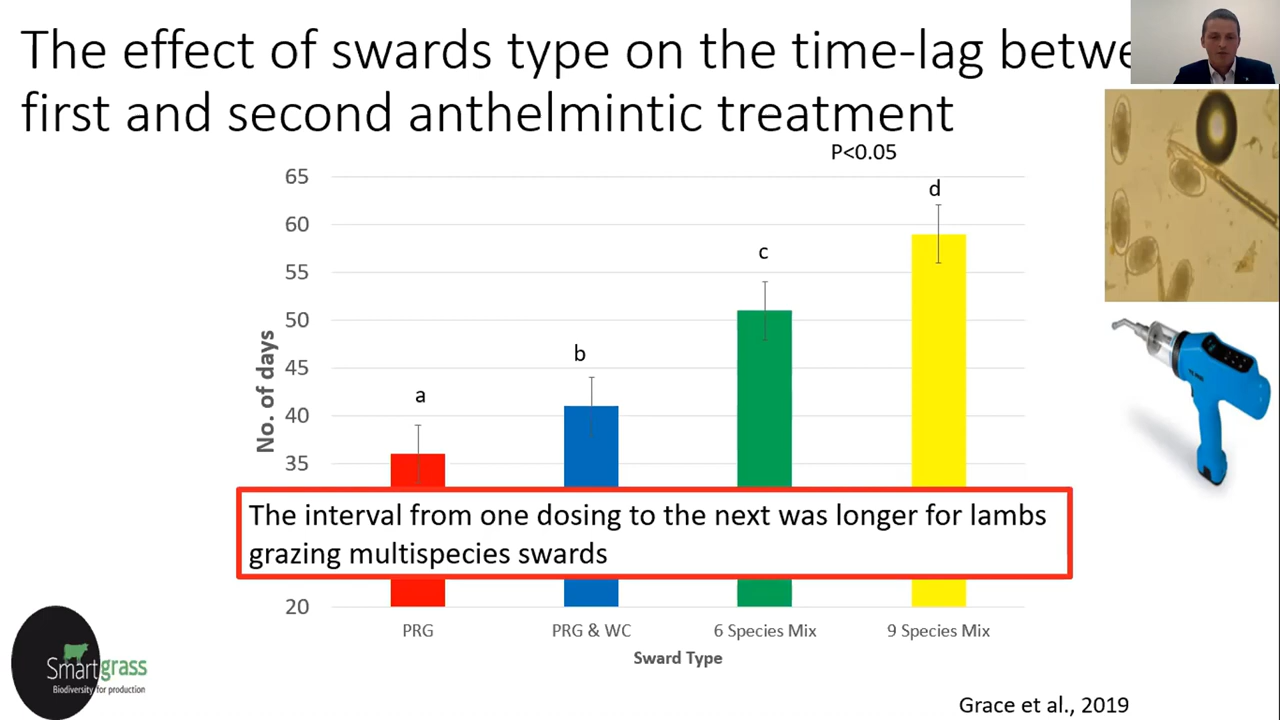 The effect of swards type on the time-lag betwe
first and second anthelmintic treatment
P<0.05
65
60
55
50
45
40
35
20
No. of days
a
b
c
d
The interval from one dosing to the next was longer for lambs
grazing multispecies swards
PRG
PRG & WC
6 Species Mix
9 Species Mix
Sward Type
Smartgrass
Biodiversity for production
Grace et al., 2019